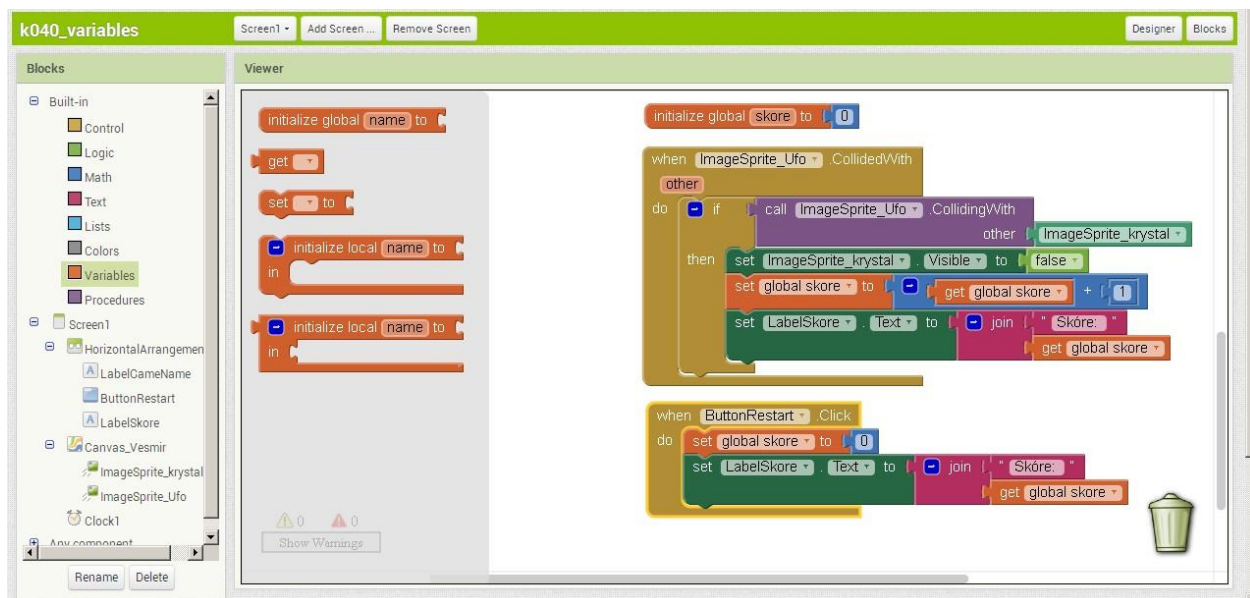 k040_variables
Screen1
Add Screen ...
Remove Screen
Designer
Blocks
Blocks
Built-in
Control
Logic
Math
Text
Lists
Colors
Variables
Procedures
Screen1
HorizontalArrangemen
LabelCameName
ButtonRestart
LabelSkore
Canvas_Vesmir
ImageSprite_krystal
ImageSprite_Ufo
Clock1
Any component
Rename
Delete
Viewer
initialize global name to
get
set to
initialize local name to
in
initialize local name to
in
0 0
Show Warnings
initialize global skore to 0
when ImageSprite_Ufo .CollidedWith
other
do if call ImageSprite_Ufo .CollidingWith
other ImageSprite_krystal
then set ImageSprite_krystal . Visible to false
set global skore to get global skore + 1
set LabelSkore . Text to join " Skóre: "
get global skore
when ButtonRestart .Click
do set global skore to 0
set LabelSkore . Text to join " Skóre: "
get global skore